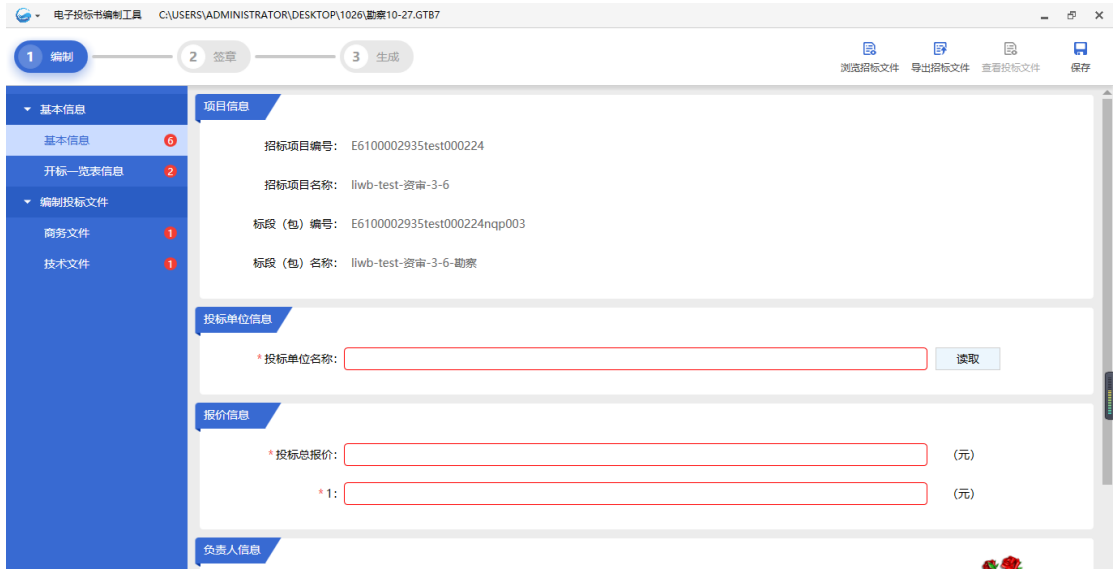 电子投标书编制工具 C:\USERS\ADMINISTRATOR\DESKTOP\1026\勘察10-27.GTB7
1 编制 2 签章 3 生成
浏览招标文件 导出招标文件 查看投标文件 保存
基本信息
基本信息 6
开标一览表信息 2
编制投标文件
商务文件 1
技术文件 1
项目信息
招标项目编号： E6100002935test000224
招标项目名称： liwb-test-资审-3-6
标段（包）编号： E6100002935test000224nqp003
标段（包）名称： liwb-test-资审-3-6-勘察
投标单位信息
*投标单位名称： 读取
报价信息
*投标总报价： (元)
*1: (元)
负责人信息